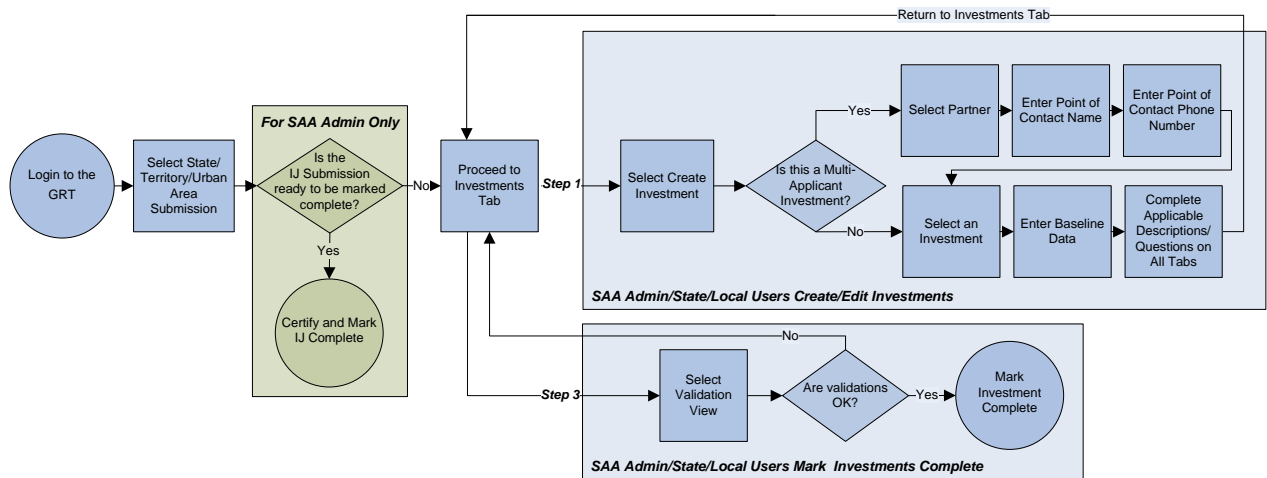 Return to Investments Tab
For SAA Admin Only
Login to the
GRT
Select State/
Territory/Urban
Area
Submission
Is the
IJ Submission
ready to be marked
complete?
No
Yes
Certify and Mark
IJ Complete
Proceed to
Investments
Tab
Step 1
Select Create
Investment
Is this a Multi-
Applicant
Investment?
Yes
Select Partner
Enter Point of
Contact Name
Enter Point of
Contact Phone
Number
No
Select an
Investment
Enter Baseline
Data
Complete
Applicable
Descriptions/
Questions on
All Tabs
SAA Admin/State/Local Users Create/Edit Investments
No
Step 3
Select
Validation
View
Are validations
OK?
Yes
Mark
Investment
Complete
SAA Admin/State/Local Users Mark Investments Complete